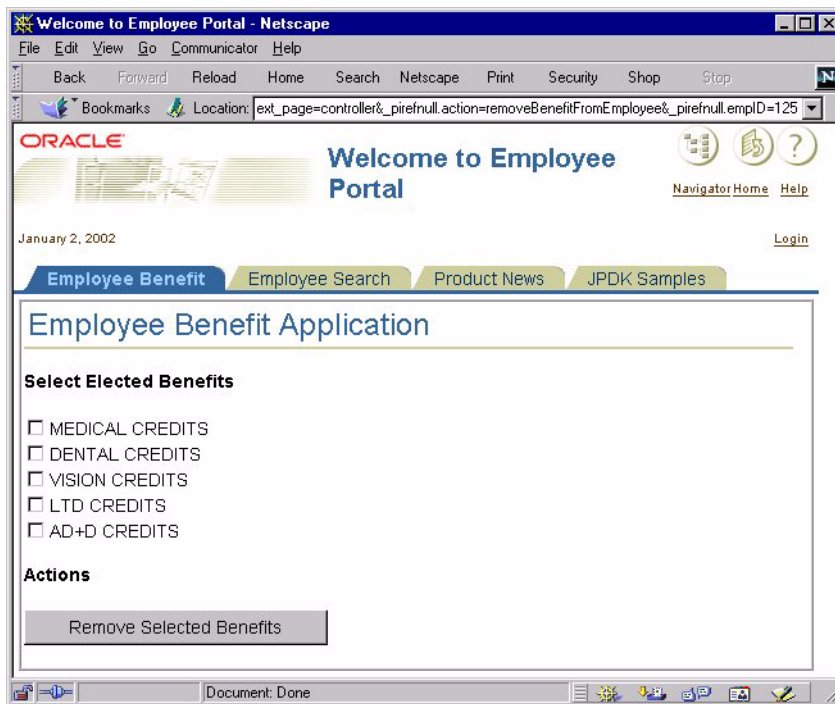 Welcome to Employee Portal - Netscape
File Edit View Go Communicator Help
Back Forward Reload Home Search Netscape Print Security Shop Stop
N
Bookmarks Location: ext_page=controller&_pirefnull.action=removeBenefitFromEmployee&_pirefnull.empID=125
ORACLE
Welcome to Employee
Portal
Navigator Home Help
January 2, 2002
Login
Employee Benefit Employee Search Product News JPDK Samples
Employee Benefit Application
Select Elected Benefits
MEDICAL CREDITS
DENTAL CREDITS
VISION CREDITS
LTD CREDITS
AD+D CREDITS
Actions
Remove Selected Benefits
Document: Done